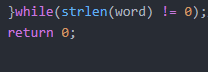 }while(strlen(word) != 0);
return 0;